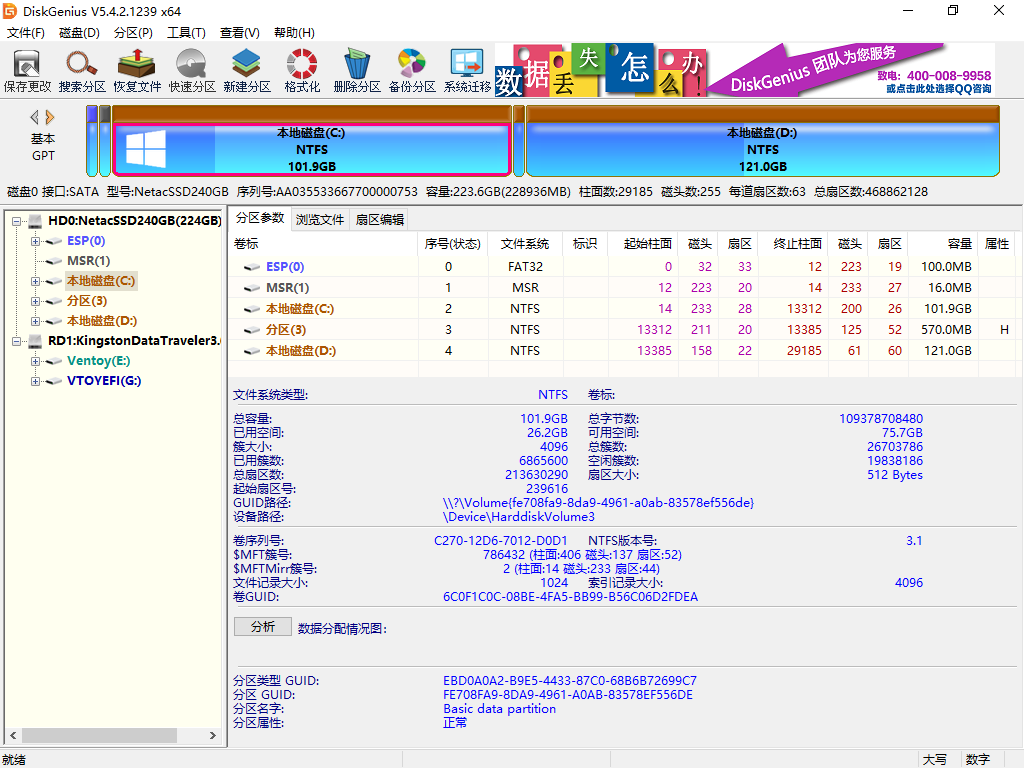 DiskGenius V5.4.2.1239 x64
文件(F) 磁盘(D) 分区(P) 工具(T) 查看(V) 帮助(H)
保存更改 搜索分区 恢复文件 快速分区 新建分区 格式化 删除分区 备份分区 系统迁移
数据丢失怎么办
DiskGenius 团队为您服务
致电: 400-008-9958
或点击此处选择QQ咨询
基本
GPT
本地磁盘(C:)
NTFS
101.9GB
本地磁盘(D:)
NTFS
121.0GB
磁盘0 接口:SATA 型号:NetacSSD240GB 序列号:AA035533667700000753 容量:223.6GB(228936MB) 柱面数:29185 磁头数:255 每道扇区数:63 总扇区数:468862128
HD0:NetacSSD240GB(224GB)
ESP(0)
MSR(1)
本地磁盘(C:)
分区(3)
本地磁盘(D:)
RD1:KingstonDataTraveler3.
Ventoy(E:)
VTOYEFI(G:)
分区参数 浏览文件 扇区编辑
卷标 序号(状态) 文件系统 标识 起始柱面 磁头 扇区 终止柱面 磁头 扇区 容量 属性
ESP(0) 0 FAT32 0 32 33 12 223 19 100.0MB
MSR(1) 1 MSR 12 223 20 14 233 27 16.0MB
本地磁盘(C:) 2 NTFS 14 233 28 13312 200 26 101.9GB
分区(3) 3 NTFS 13312 211 20 13385 125 52 570.0MB H
本地磁盘(D:) 4 NTFS 13385 158 22 29185 61 60 121.0GB
文件系统类型: NTFS 卷标:
总容量: 101.9GB 总字节数: 109378708480
已用空间: 26.2GB 可用空间: 75.7GB
簇大小: 4096 总簇数: 26703786
已用簇数: 6865600 空闲簇数: 19838186
总扇区数: 213630290 扇区大小: 512 Bytes
起始扇区号: 239616
GUID路径: \\?\Volume{fe708fa9-8da9-4961-a0ab-83578ef556de}
设备路径: \Device\HarddiskVolume3
卷序列号: C270-12D6-7012-D0D1 NTFS版本号: 3.1
$MFT簇号: 786432 (柱面:406 磁头:137 扇区:52)
$MFTMirr簇号: 2 (柱面:14 磁头:233 扇区:44)
文件记录大小: 1024 索引记录大小: 4096
卷GUID: 6C0F1C0C-08BE-4FA5-BB99-B56C06D2FDEA
分析 数据分配情况图:
分区类型 GUID: EBD0A0A2-B9E5-4433-87C0-68B6B72699C7
分区 GUID: FE708FA9-8DA9-4961-A0AB-83578EF556DE
分区名字: Basic data partition
分区属性: 正常
就绪 大写 数字